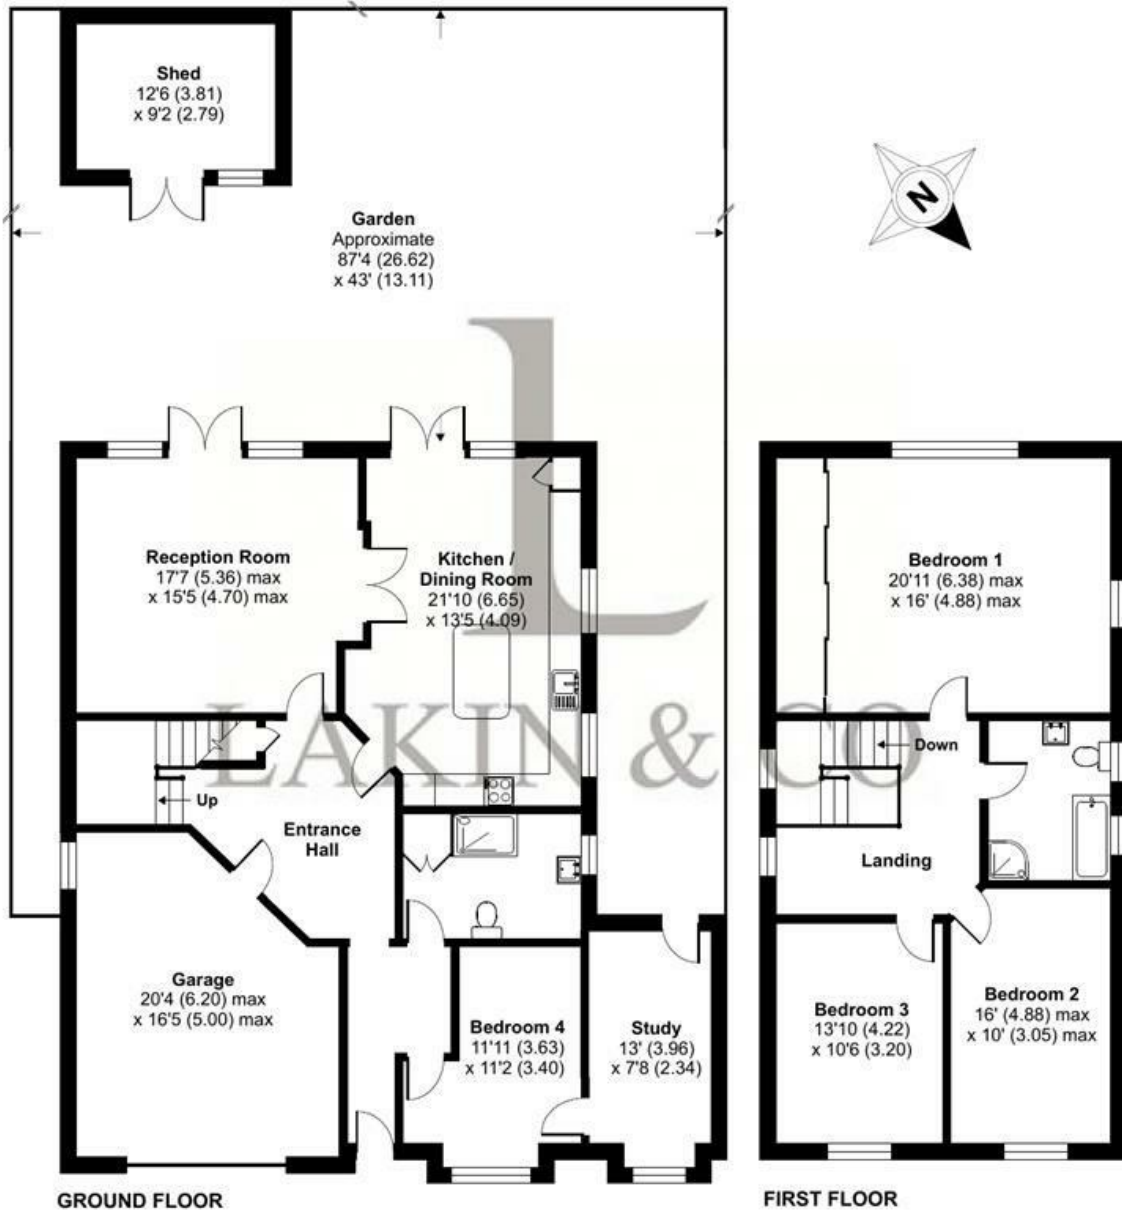 Shed
12'6 (3.81)
x 9'2 (2.79)
Garden
Approximate
87'4 (26.62)
x 43' (13.11)
N
Reception Room
17'7 (5.36) max
x 15'5 (4.70) max
Kitchen /
Dining Room
21'10 (6.65)
x 13'5 (4.09)
Bedroom 1
20'11 (6.38) max
x 16' (4.88) max
L
LAKIN & CO
Up
Down
Entrance
Hall
Landing
Garage
20'4 (6.20) max
x 16'5 (5.00) max
Bedroom 4
11'11 (3.63)
x 11'2 (3.40)
Study
13' (3.96)
x 7'8 (2.34)
Bedroom 3
13'10 (4.22)
x 10'6 (3.20)
Bedroom 2
16' (4.88) max
x 10' (3.05) max
GROUND FLOOR
FIRST FLOOR